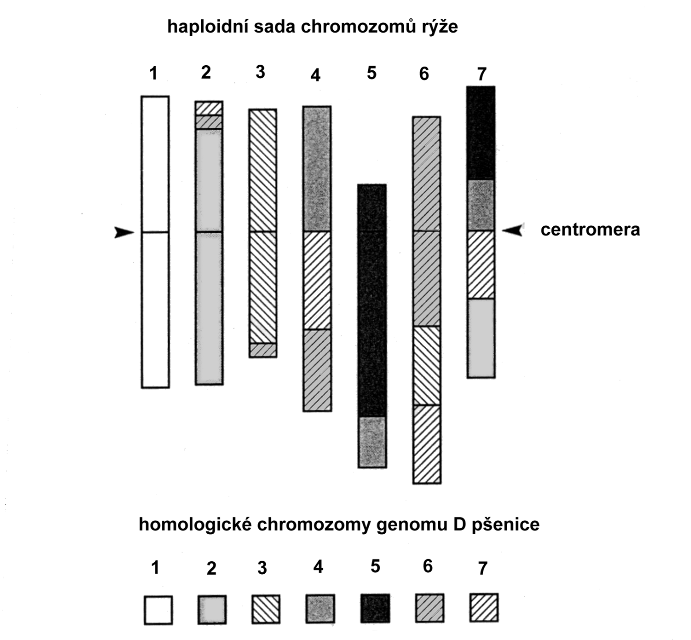 haploidní sada chromozomů rýže
1 2 3 4 5 6 7
centromera
homologické chromozomy genomu D pšenice
1 2 3 4 5 6 7